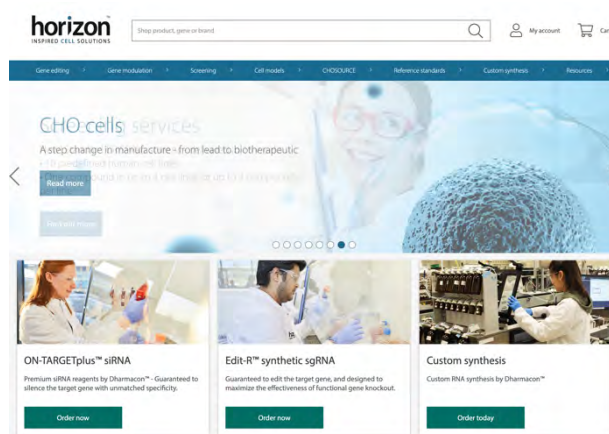 horizon™
INSPIRED CELL SOLUTIONS
Shop product, gene or brand
My account
Car
Gene editing
Gene modulation
Screening
Cell models
CHOSOURCE
Reference standards
Custom synthesis
Resources
CHO cells
services
A step change in manufacture - from lead to biotherapeutic
Read more
ON-TARGETplus™ siRNA
Premium siRNA reagents by Dharmacon™ - Guaranteed to
silence the target gene with unmatched specificity.
Order now
Edit-R™ synthetic sgRNA
Guaranteed to edit the target gene, and designed to
maximize the effectiveness of functional gene knockout.
Order now
Custom synthesis
Custom RNA synthesis by Dharmacon™
Order today